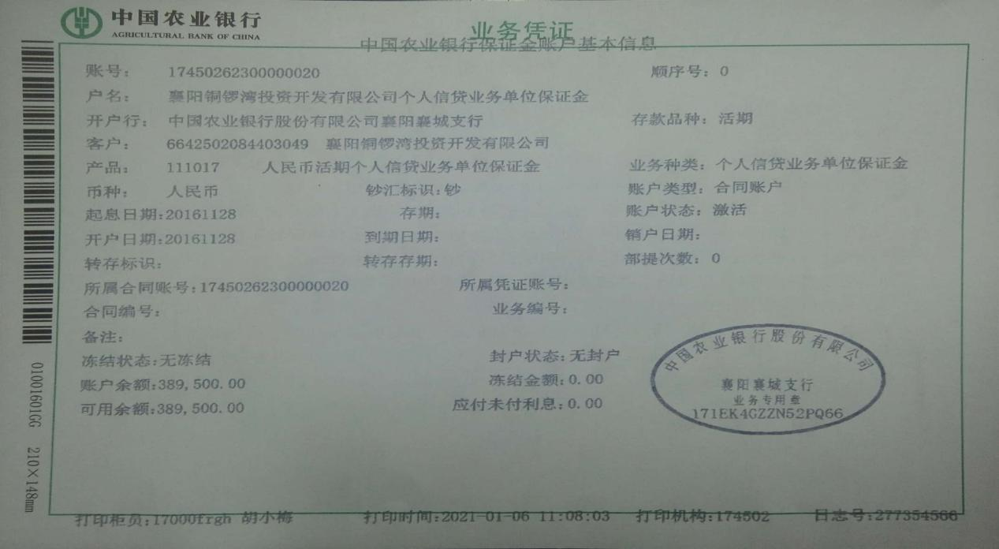 中国农业银行
AGRICULTURAL BANK OF CHINA
业务凭证
中国农业银行保证金账户基本信息
账号: 17450262300000020 顺序号: 0
户名: 襄阳铜锣湾投资开发有限公司个人信贷业务单位保证金
开户行: 中国农业银行股份有限公司襄阳襄城支行 存款品种: 活期
客户: 6642502084403049 襄阳铜锣湾投资开发有限公司
产品: 111017 人民币活期个人信贷业务单位保证金 业务种类: 个人信贷业务单位保证金
币种: 人民币 钞汇标识:钞 账户类型: 合同账户
起息日期:20161128 存期: 账户状态: 激活
开户日期:20161128 到期日期: 销户日期:
转存标识: 转存存期: 部提次数: 0
所属合同账号:17450262300000020 所属凭证账号:
合同编号: 业务编号:
备注:
冻结状态:无冻结 封户状态:无封户
账户余额:389,500.00 冻结金额:0.00
可用余额:389,500.00 应付未付利息:0.00
中国农业银行股份有限公司
襄阳襄城支行
业务专用章
171EK4GZZN52PQ66
打印柜员:17000frgh 胡小梅 打印时间:2021-01-06 11:08:03 打印机构:174502 日志号:277354566
01001601GG 210×148mm